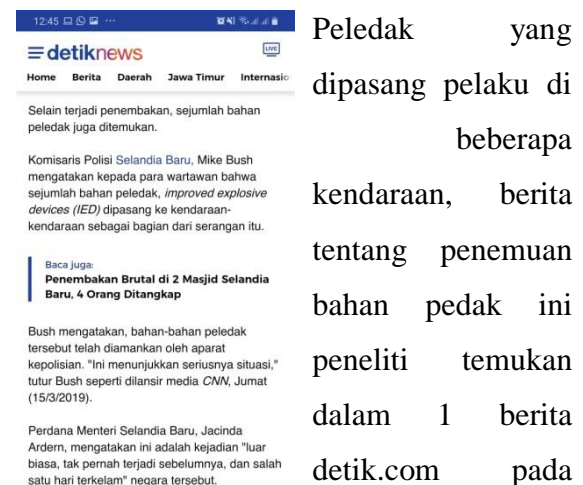 12:45
detiknews
LIVE
Home Berita Daerah Jawa Timur Internasio
Selain terjadi penembakan, sejumlah bahan
peledak juga ditemukan.
Komisaris Polisi Selandia Baru, Mike Bush
mengatakan kepada para wartawan bahwa
sejumlah bahan peledak, improved explosive
devices (IED) dipasang ke kendaraan-
kendaraan sebagai bagian dari serangan itu.
Baca juga:
Penembakan Brutal di 2 Masjid Selandia
Baru, 4 Orang Ditangkap
Bush mengatakan, bahan-bahan peledak
tersebut telah diamankan oleh aparat
kepolisian. "Ini menunjukkan seriusnya situasi,"
tutur Bush seperti dilansir media CNN, Jumat
(15/3/2019).
Perdana Menteri Selandia Baru, Jacinda
Ardern, mengatakan ini adalah kejadian "luar
biasa, tak pernah terjadi sebelumnya, dan salah
satu hari terkelam" negara tersebut.
Peledak yang
dipasang pelaku di
beberapa
kendaraan, berita
tentang penemuan
bahan pedak ini
peneliti temukan
dalam 1 berita
detik.com pada